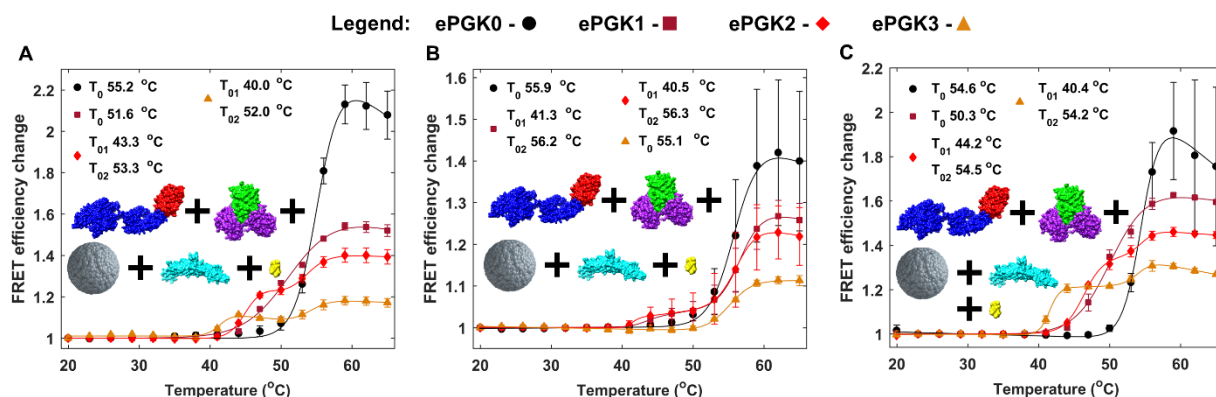 Legend: ePGK0 - ePGK1 - ePGK2 - ePGK3 -
A
FRET efficiency change
2.2
2
1.8
1.6
1.4
1.2
1
T0 55.2 °C
T0 51.6 °C
T01 43.3 °C
T02 53.3 °C
T01 40.0 °C
T02 52.0 °C
20 30 40 50 60
Temperature (°C)
B
FRET efficiency change
1.6
1.5
1.4
1.3
1.2
1.1
1
T0 55.9 °C
T01 41.3 °C
T02 56.2 °C
T01 40.5 °C
T02 56.3 °C
T0 55.1 °C
20 30 40 50 60
Temperature (°C)
C
FRET efficiency change
2.2
2
1.8
1.6
1.4
1.2
1
T0 54.6 °C
T0 50.3 °C
T01 44.2 °C
T02 54.5 °C
T01 40.4 °C
T02 54.2 °C
20 30 40 50 60
Temperature (°C)